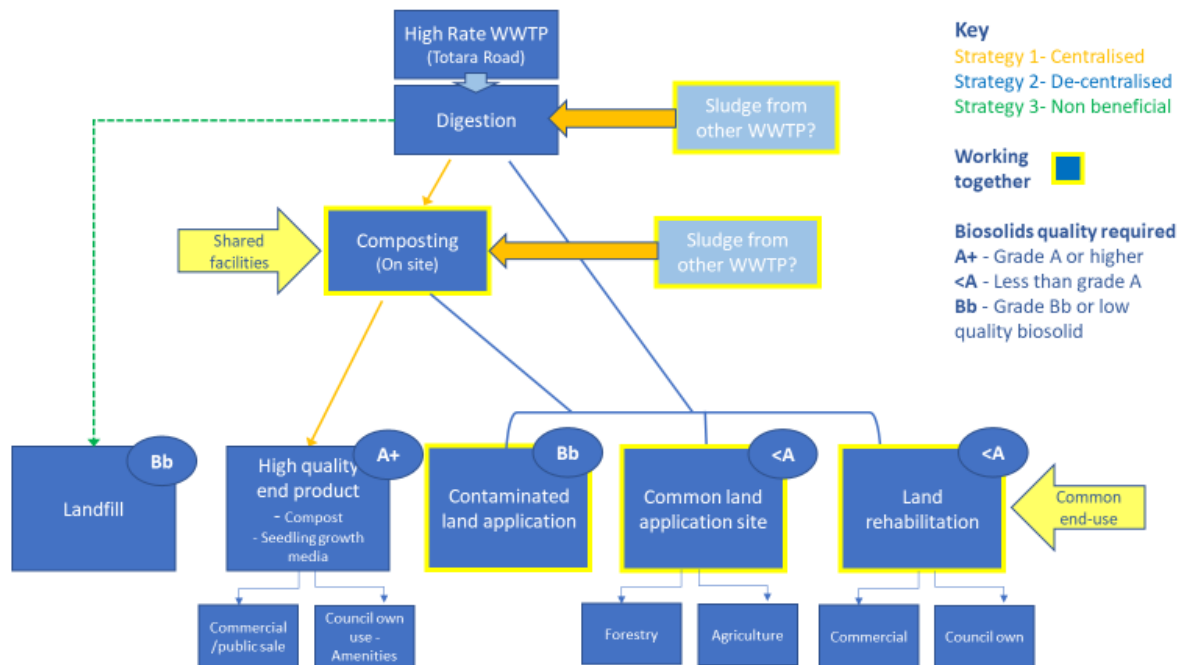 High Rate WWTP
(Totara Road)
Digestion
Sludge from
other WWTP?
Key
Strategy 1- Centralised
Strategy 2- De-centralised
Strategy 3- Non beneficial
Working
together
Biosolids quality required
A+ - Grade A or higher
<A - Less than grade A
Bb - Grade Bb or low
quality biosolid
Shared
facilities
Composting
(On site)
Sludge from
other WWTP?
Landfill
Bb
High quality
end product
- Compost
- Seedling growth
media
A+
Contaminated
land application
Bb
Common land
application site
<A
Land
rehabilitation
<A
Common
end-use
Commercial
/public sale
Council own
use -
Amenities
Forestry
Agriculture
Commercial
Council own